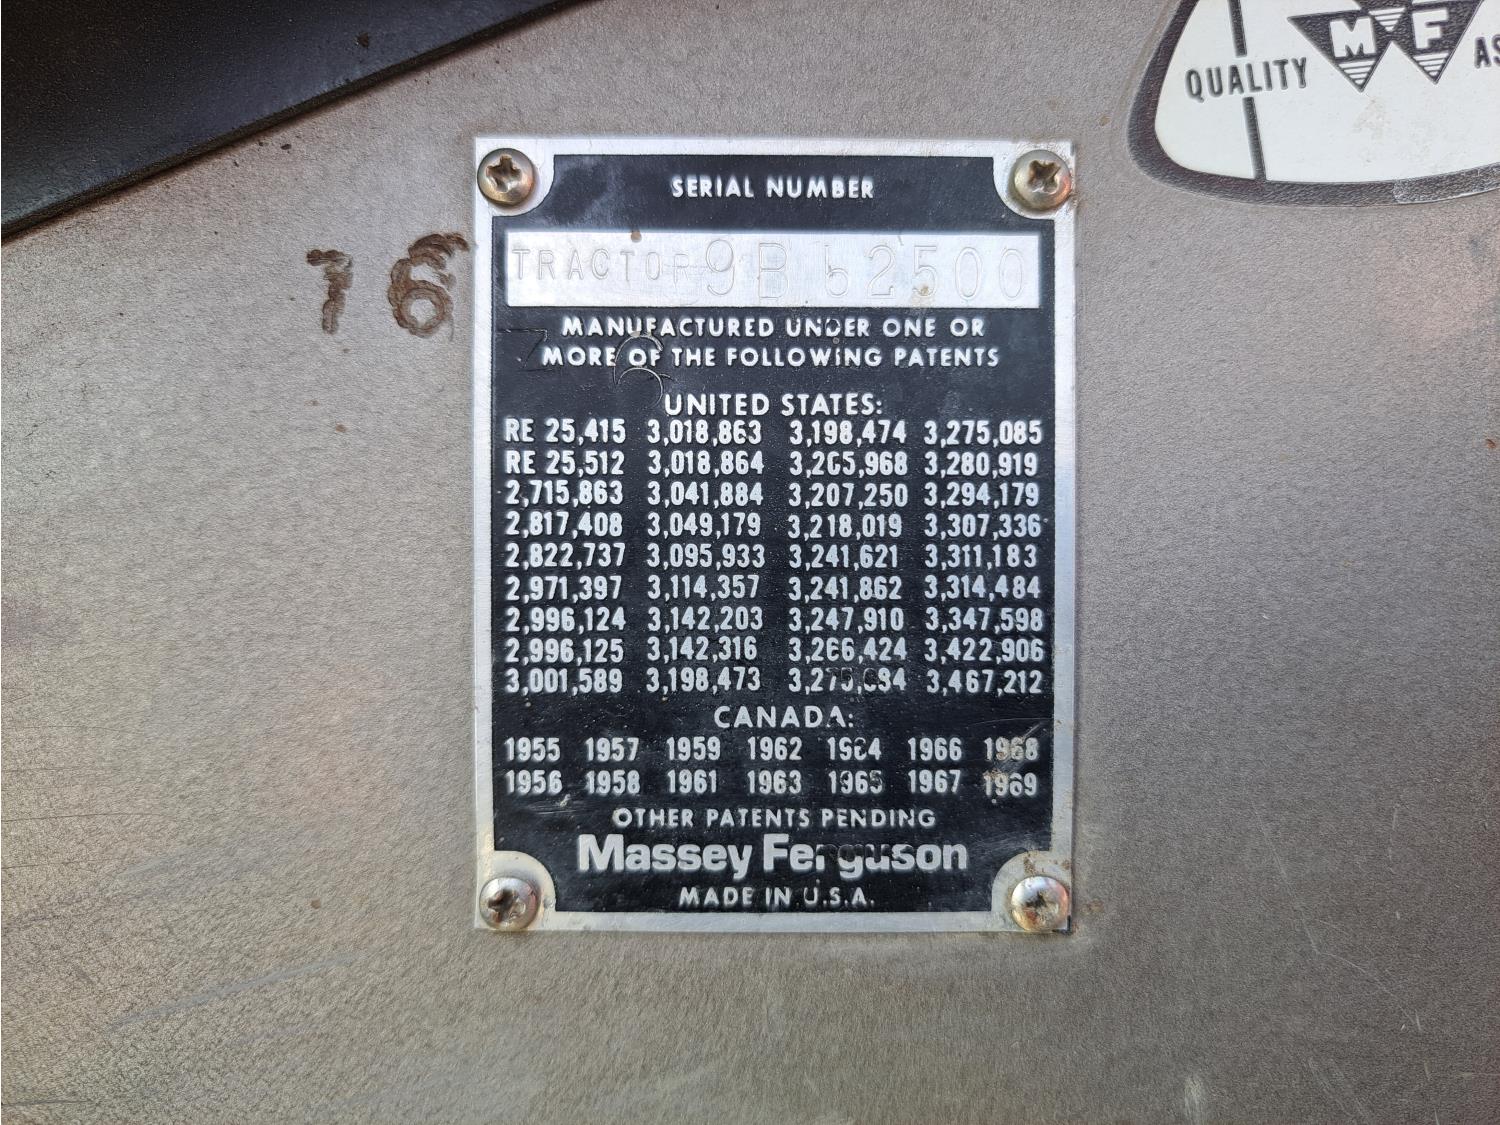 MF
QUALITY
76
SERIAL NUMBER
TRACTOR 9B 62500
MANUFACTURED UNDER ONE OR
MORE OF THE FOLLOWING PATENTS
UNITED STATES:
RE 25,415 3,018,863 3,198,474 3,275,085
RE 25,512 3,018,864 3,205,968 3,280,919
2,715,863 3,041,884 3,207,250 3,294,179
2,817,408 3,049,179 3,218,019 3,307,336
2,822,737 3,095,933 3,241,621 3,311,183
2,971,397 3,114,357 3,241,862 3,314,484
2,996,124 3,142,203 3,247,910 3,347,598
2,996,125 3,142,316 3,266,424 3,422,906
3,001,589 3,198,473 3,467,212
CANADA:
1955 1957 1959 1962 1964 1966 1968
1956 1958 1961 1963 1965 1967 1969
OTHER PATENTS PENDING
Massey Ferguson
MADE IN U.S.A.